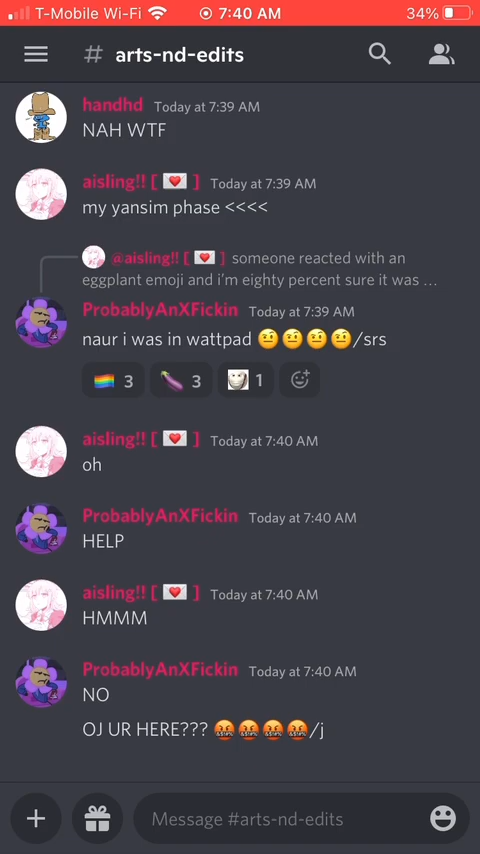 T-Mobile Wi-Fi 7:40 AM 34%
# arts-nd-edits
handhd Today at 7:39 AM
NAH WTF
aisling!! [ 💌 ] Today at 7:39 AM
my yansim phase <<<<
@aisling!! [ 💌 ] someone reacted with an
eggplant emoji and i'm eighty percent sure it was ...
ProbablyAnXFickin Today at 7:39 AM
naur i was in wattpad 🤨🤨🤨🤨/srs
🏳️‍🌈 3 🍆 3 1
aisling!! [ 💌 ] Today at 7:40 AM
oh
ProbablyAnXFickin Today at 7:40 AM
HELP
aisling!! [ 💌 ] Today at 7:40 AM
HMMM
ProbablyAnXFickin Today at 7:40 AM
NO
OJ UR HERE??? 🤬🤬🤬🤬/j
Message #arts-nd-edits